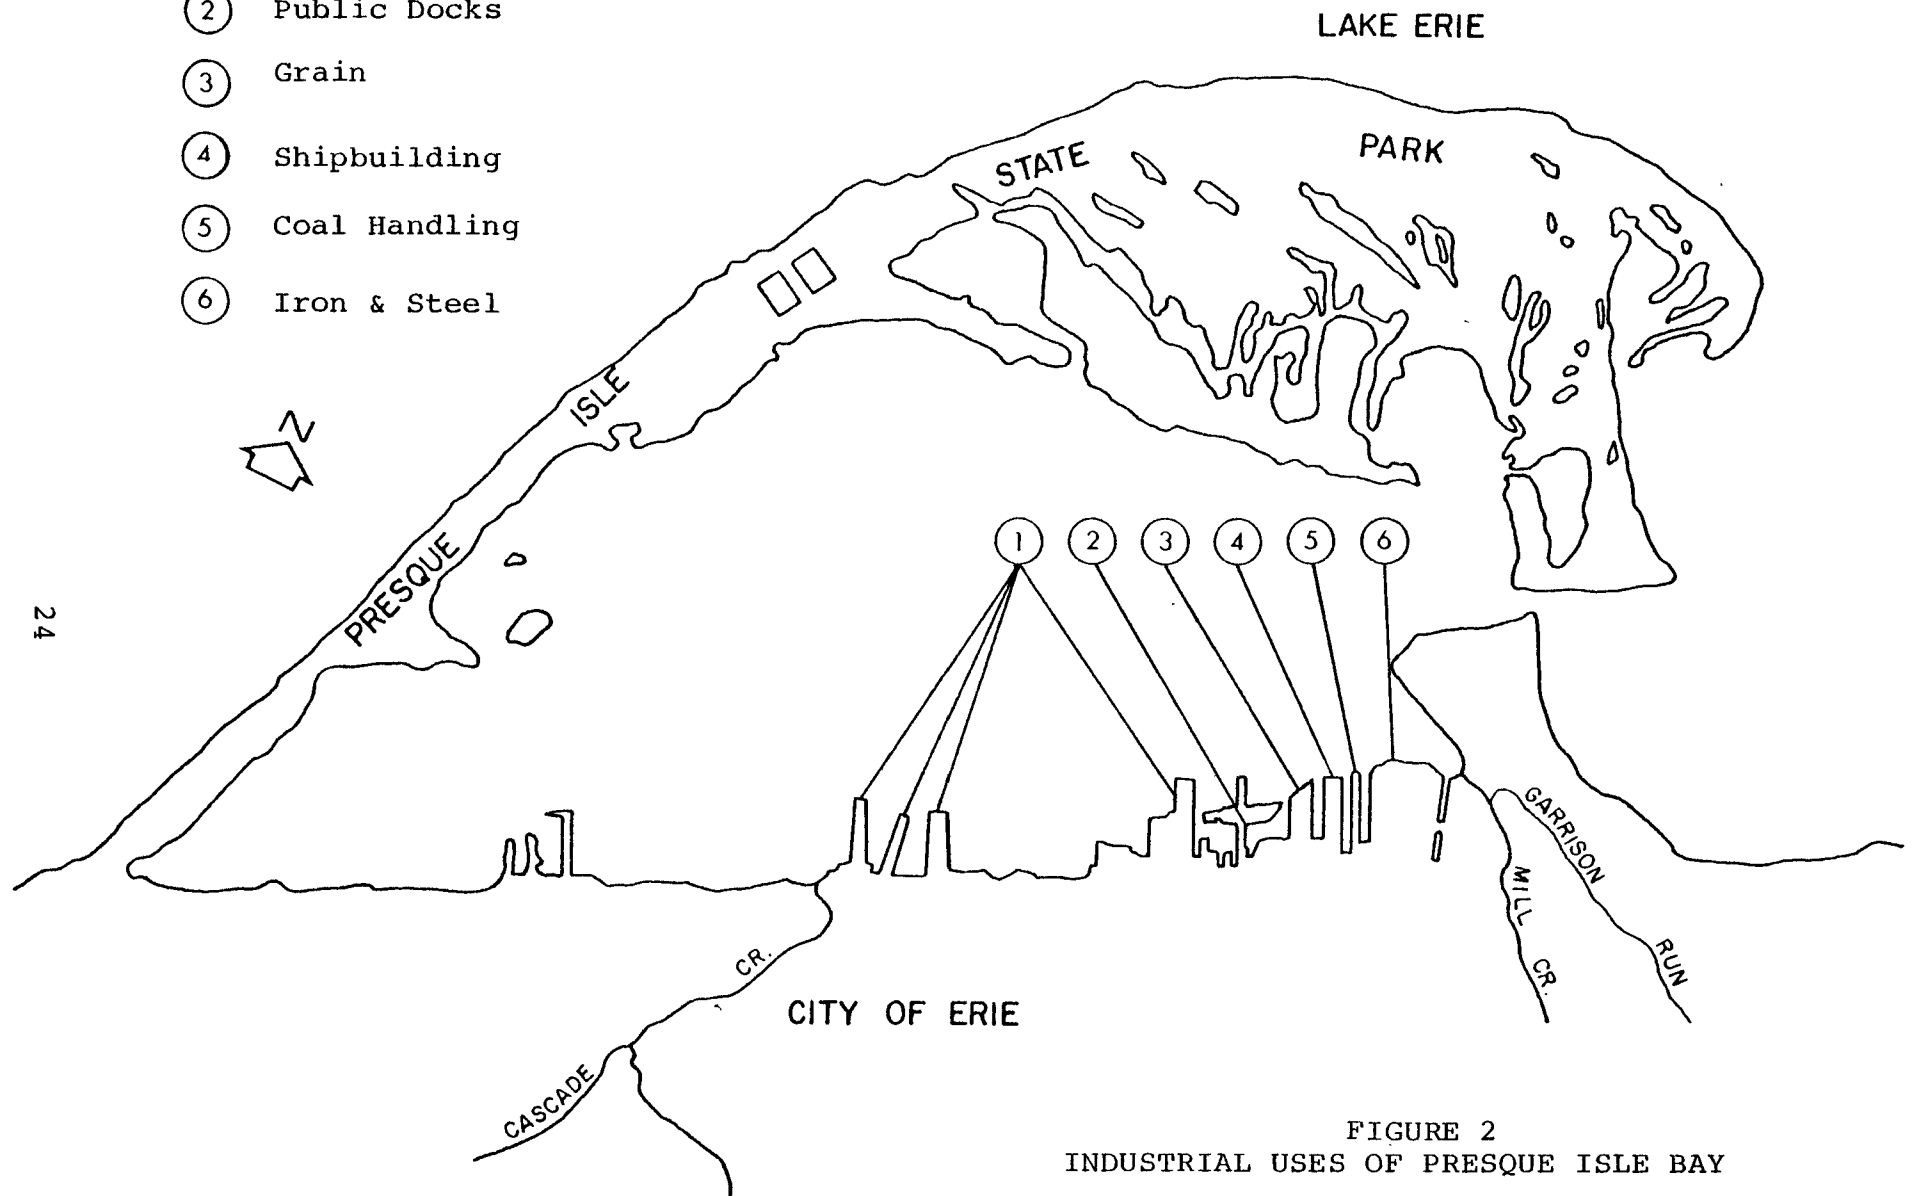 2 Public Docks
3 Grain
4 Shipbuilding
5 Coal Handling
6 Iron & Steel
LAKE ERIE
STATE PARK
PRESQUE ISLE
N
24
1 2 3 4 5 6
GARRISON RUN
MILL CR.
CASCADE CR.
CITY OF ERIE
FIGURE 2
INDUSTRIAL USES OF PRESQUE ISLE BAY